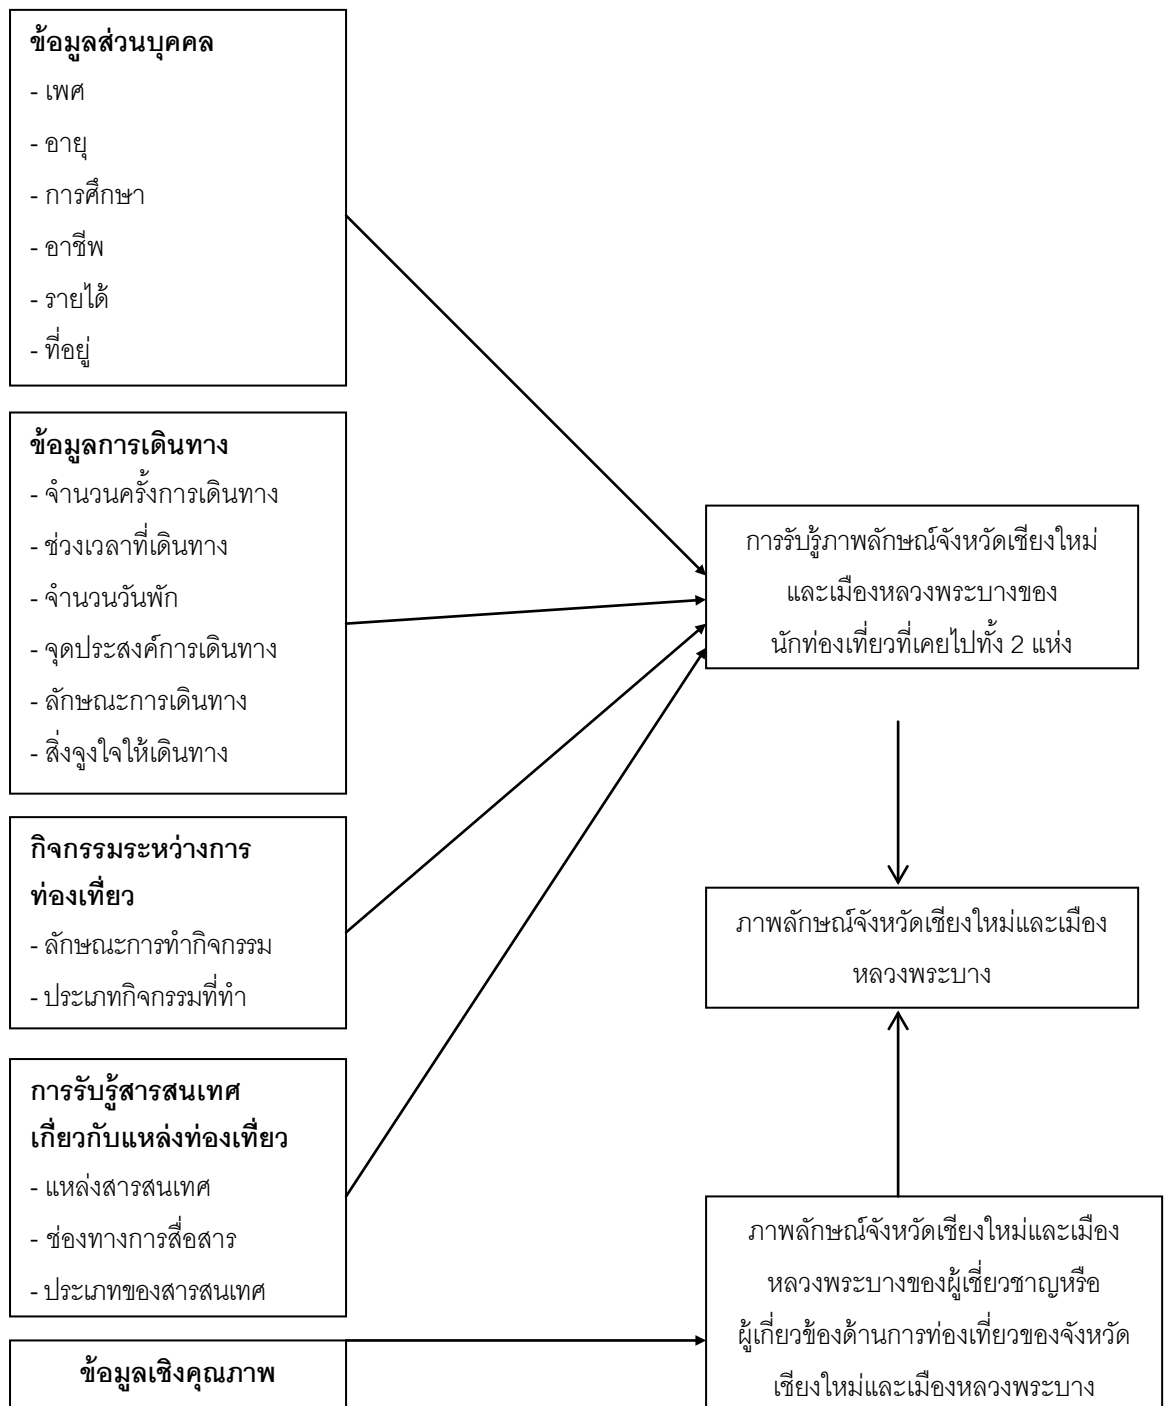 ข้อมูลส่วนบุคคล
- เพศ
- อายุ
- การศึกษา
- อาชีพ
- รายได้
- ที่อยู่
ข้อมูลการเดินทาง
- จำนวนครั้งการเดินทาง
- ช่วงเวลาที่เดินทาง
- จำนวนวันพัก
- จุดประสงค์การเดินทาง
- ลักษณะการเดินทาง
- สิ่งจูงใจให้เดินทาง
กิจกรรมระหว่างการ
ท่องเที่ยว
- ลักษณะการทำกิจกรรม
- ประเภทกิจกรรมที่ทำ
การรับรู้สารสนเทศ
เกี่ยวกับแหล่งท่องเที่ยว
- แหล่งสารสนเทศ
- ช่องทางการสื่อสาร
- ประเภทของสารสนเทศ
ข้อมูลเชิงคุณภาพ
การรับรู้ภาพลักษณ์จังหวัดเชียงใหม่
และเมืองหลวงพระบางของ
นักท่องเที่ยวที่เคยไปทั้ง 2 แห่ง
ภาพลักษณ์จังหวัดเชียงใหม่และเมือง
หลวงพระบาง
ภาพลักษณ์จังหวัดเชียงใหม่และเมือง
หลวงพระบางของผู้เชี่ยวชาญหรือ
ผู้เกี่ยวข้องด้านการท่องเที่ยวของจังหวัด
เชียงใหม่และเมืองหลวงพระบาง